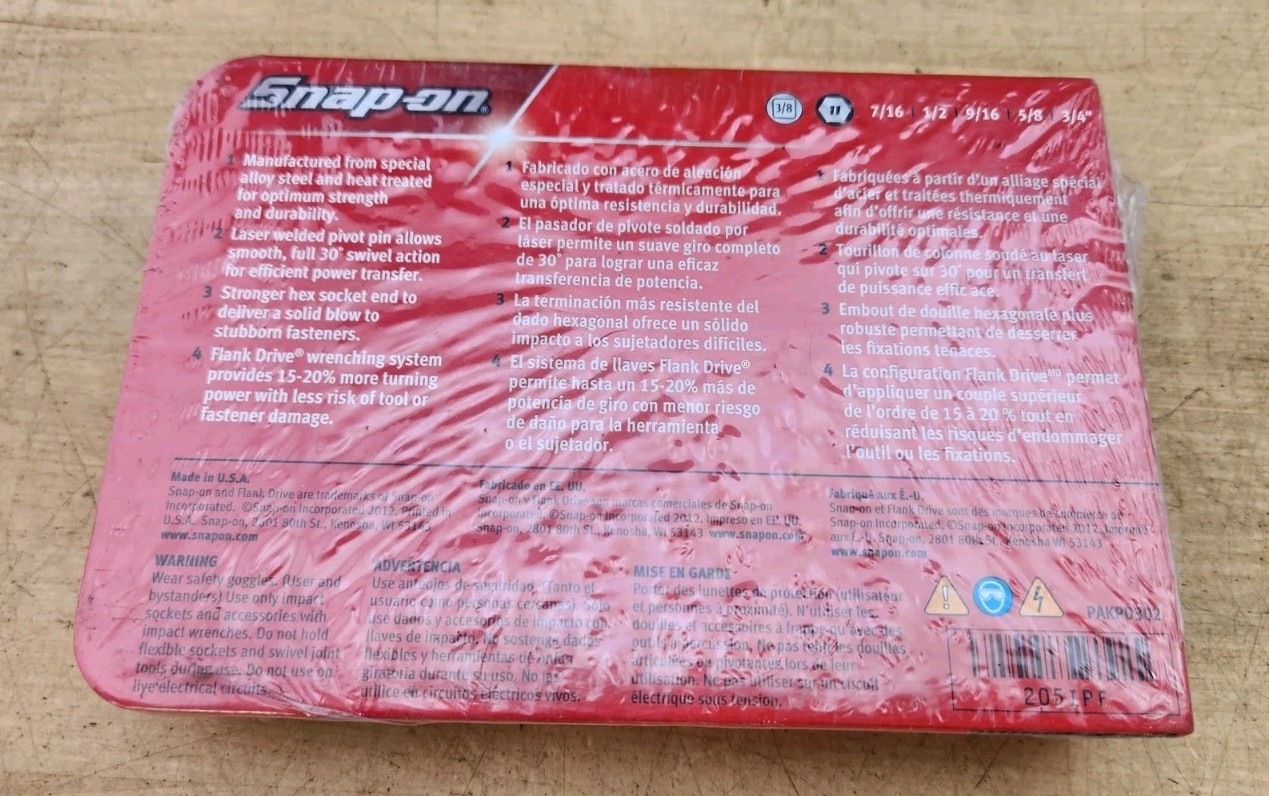 Snap-on®
3/8 7/16 1/2 9/16 5/8 3/4"
1 Manufactured from special
alloy steel and heat treated
for optimum strength
and durability.
2 Laser welded pivot pin allows
smooth, full 30° swivel action
for efficient power transfer.
3 Stronger hex socket end to
deliver a solid blow to
stubborn fasteners.
4 Flank Drive® wrenching system
provides 15-20% more turning
power with less risk of tool or
fastener damage.
1 Fabricado con acero de aleación
especial y tratado térmicamente para
una óptima resistencia y durabilidad.
2 El pasador de pivote soldado por
láser permite un suave giro completo
de 30° para lograr una eficaz
transferencia de potencia.
3 La terminación más resistente del
dado hexagonal ofrece un sólido
impacto a los sujetadores difíciles.
4 El sistema de llaves Flank Drive®
permite hasta un 15-20% más de
potencia de giro con menor riesgo
de daño para la herramienta
o el sujetador.
1 Fabriquées à partir d'un alliage spécial
d'acier et traitées thermiquement
afin d'offrir une résistance et une
durabilité optimales.
2 Tourillon de colonne soudé au laser
qui pivote sur 30° pour un transfert
de puissance efficace.
3 Embout de douille hexagonale plus
robuste permettant de desserrer
les fixations tenaces.
4 La configuration Flank Drive MD permet
d'appliquer un couple supérieur
de l'ordre de 15 à 20 % tout en
réduisant les risques d'endommager
l'outil ou les fixations.
Made in U.S.A.
Snap-on and Flank Drive are trademarks of Snap-on
Incorporated. ©Snap-on Incorporated 2012. Printed in
U.S.A. Snap-on, 2801 80th St., Kenosha, WI 53143
www.snapon.com
Fabricado en EE. UU.
Snap-on y Flank Drive son marcas comerciales de Snap-on
Incorporated. ©Snap-on Incorporated 2012. Impreso en EE. UU.
Snap-on, 2801 80th St., Kenosha, WI 53143 www.snapon.com
Fabriqué aux É.-U.
Snap-on et Flank Drive sont des marques de commerce de
Snap-on Incorporated. ©Snap-on Incorporated 2012. Imprimé
aux É.-U. Snap-on, 2801 80th St., Kenosha WI 53143
www.snapon.com
WARNING
Wear safety goggles. (User and
bystanders) Use only impact
sockets and accessories with
impact wrenches. Do not hold
flexible sockets and swivel joint
tools during use. Do not use on
live electrical circuits.
ADVERTENCIA
Use anteojos de seguridad. (Tanto el
usuario como personas cercanas). Sólo
use dados y accesorios de impacto con
llaves de impacto. No sostenga dados
flexibles y herramientas de unión
giratoria durante su uso. No las
utilice en circuitos eléctricos vivos.
MISE EN GARDE
Porter des lunettes de protection (utilisateur
et personnes à proximité). N'utiliser les
douilles et accessoires à frapper qu'avec des
outils à percussion. Ne pas tenir les douilles
articulées ou pivotantes lors de leur
utilisation. Ne pas utiliser sur un circuit
électrique sous tension.
PAKPD302
205IPF